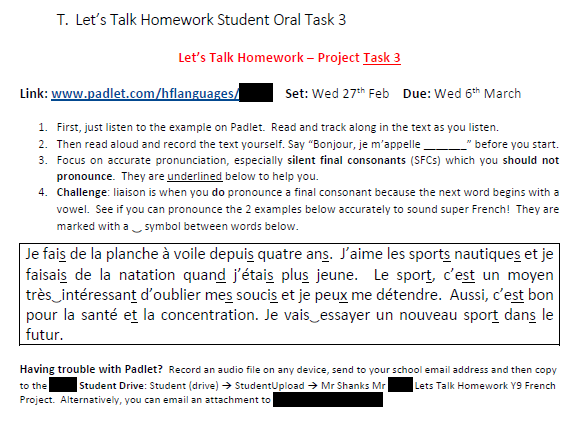 T. Let's Talk Homework Student Oral Task 3
Let's Talk Homework – Project Task 3
Link: www.padlet.com/hflanguages/ Set: Wed 27th Feb Due: Wed 6th March
1. First, just listen to the example on Padlet. Read and track along in the text as you listen.
2. Then read aloud and record the text yourself. Say "Bonjour, je m'appelle _______" before you start.
3. Focus on accurate pronunciation, especially silent final consonants (SFCs) which you should not
pronounce. They are underlined below to help you.
4. Challenge: liaison is when you do pronounce a final consonant because the next word begins with a
vowel. See if you can pronounce the 2 examples below accurately to sound super French! They are
marked with a ‿ symbol between words below.
Je fais de la planche à voile depuis quatre ans. J'aime les sports nautiques et je
faisais de la natation quand j'étais plus jeune. Le sport, c'est un moyen
très‿intéressant d'oublier mes soucis et je peux me détendre. Aussi, c'est bon
pour la santé et la concentration. Je vais‿essayer un nouveau sport dans le
futur.
Having trouble with Padlet? Record an audio file on any device, send to your school email address and then copy
to the Student Drive: Student (drive) → StudentUpload → Mr Shanks Mr Lets Talk Homework Y9 French
Project. Alternatively, you can email an attachment to